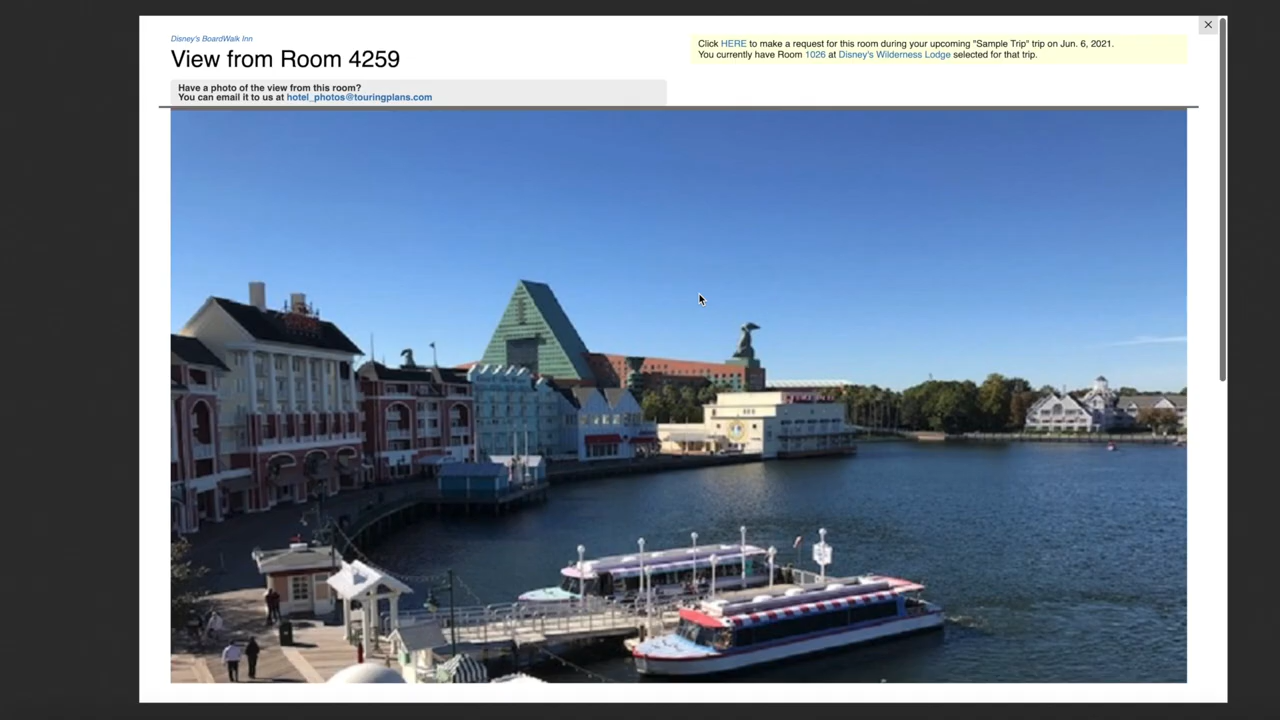 Disney's BoardWalk Inn
View from Room 4259
Click HERE to make a request for this room during your upcoming "Sample Trip" trip on Jun. 6, 2021.
You currently have Room 1026 at Disney's Wilderness Lodge selected for that trip.
Have a photo of the view from this room?
You can email it to us at hotel_photos@touringplans.com